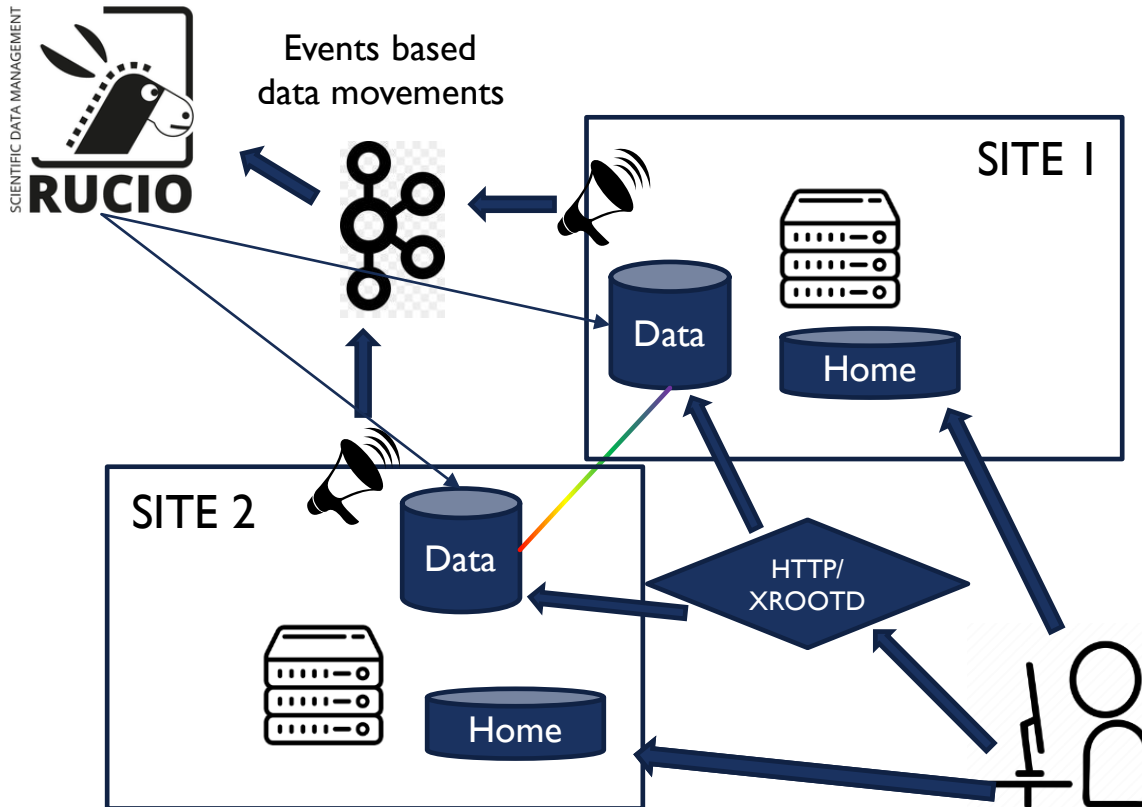 SCIENTIFIC DATA MANAGEMENT
RUCIO
Events based
data movements
SITE 1
Data
Home
SITE 2
Data
HTTP/
XROOTD
Home